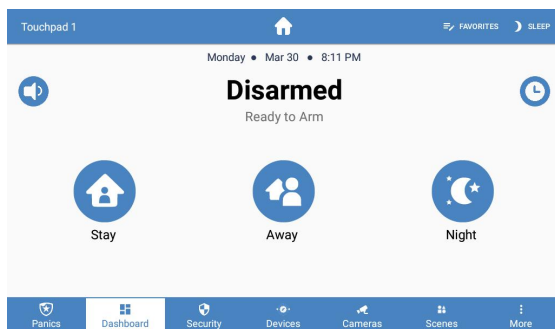 Touchpad 1
FAVORITES
SLEEP
Monday ● Mar 30 ● 8:11 PM
Disarmed
Ready to Arm
Stay
Away
Night
Panics
Dashboard
Security
Devices
Cameras
Scenes
More